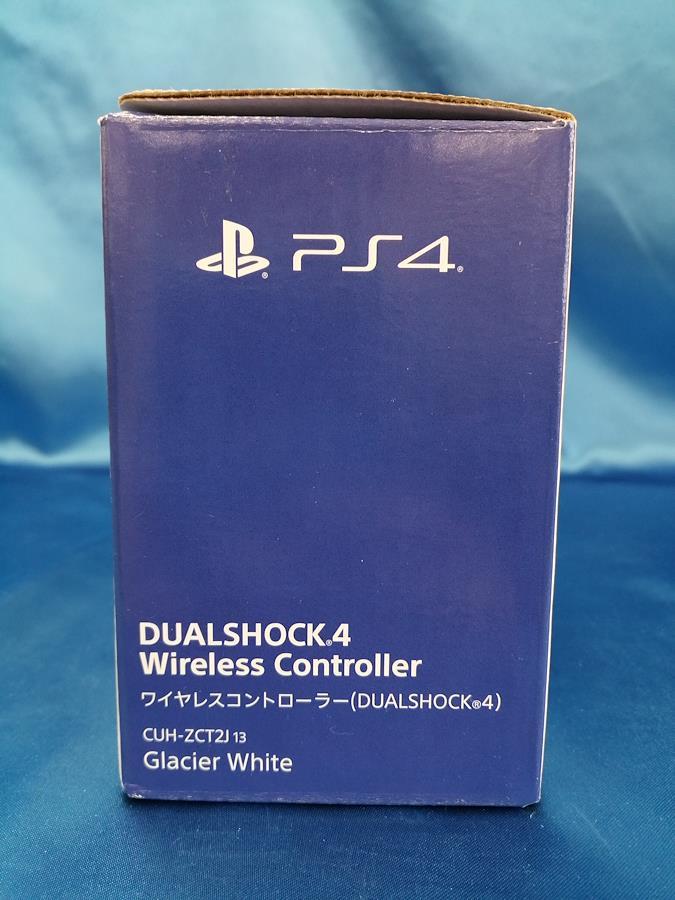 PS4®
DUALSHOCK®4
Wireless Controller
ワイヤレスコントローラー(DUALSHOCK®4)
CUH-ZCT2J 13
Glacier White